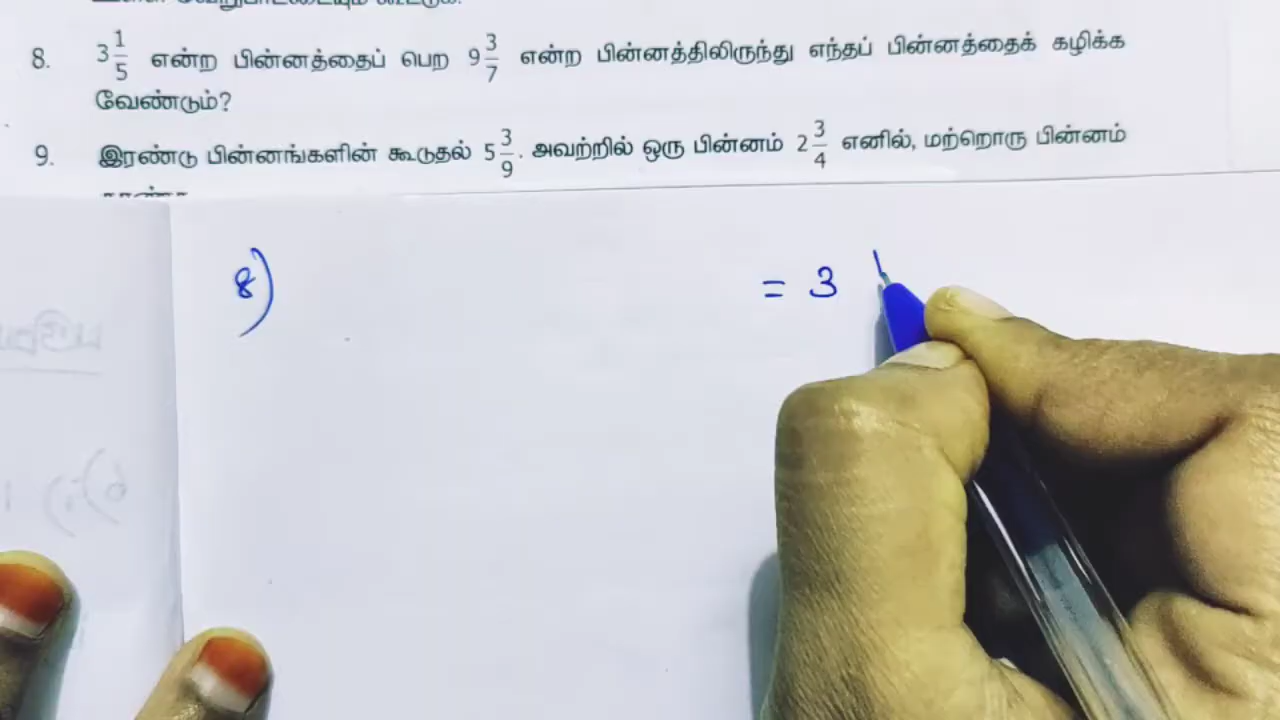 8. 3 1/5 என்ற பின்னத்தைப் பெற 9 3/7 என்ற பின்னத்திலிருந்து எந்தப் பின்னத்தைக் கழிக்க
வேண்டும்?
9. இரண்டு பின்னங்களின் கூடுதல் 5 3/9. அவற்றில் ஒரு பின்னம் 2 3/4 எனில், மற்றொரு பின்னம்
8) = 3